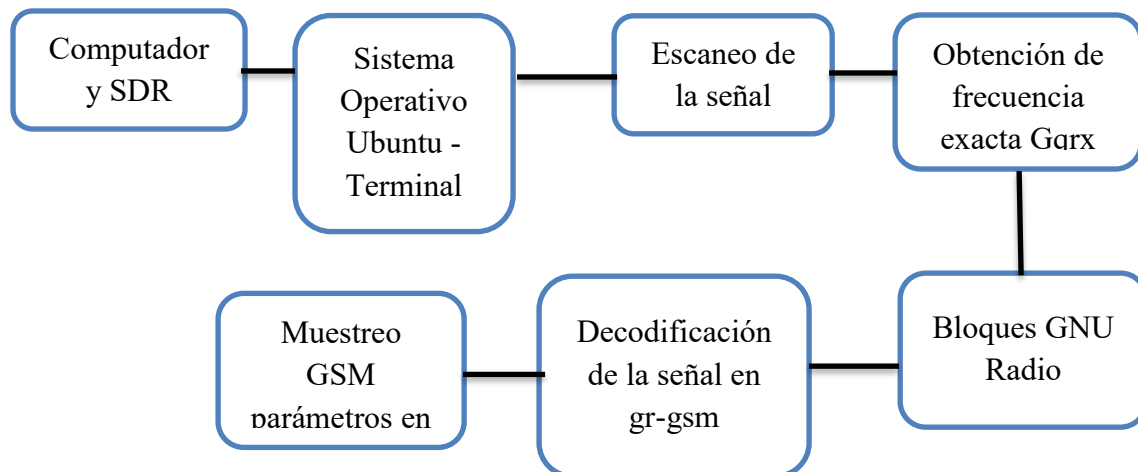 Computador
y SDR
Sistema
Operativo
Ubuntu -
Terminal
Escaneo de
la señal
Obtención de
frecuencia
exacta Gqrx
Bloques GNU
Radio
Decodificación
de la señal en
gr-gsm
Muestreo
GSM
parámetros en